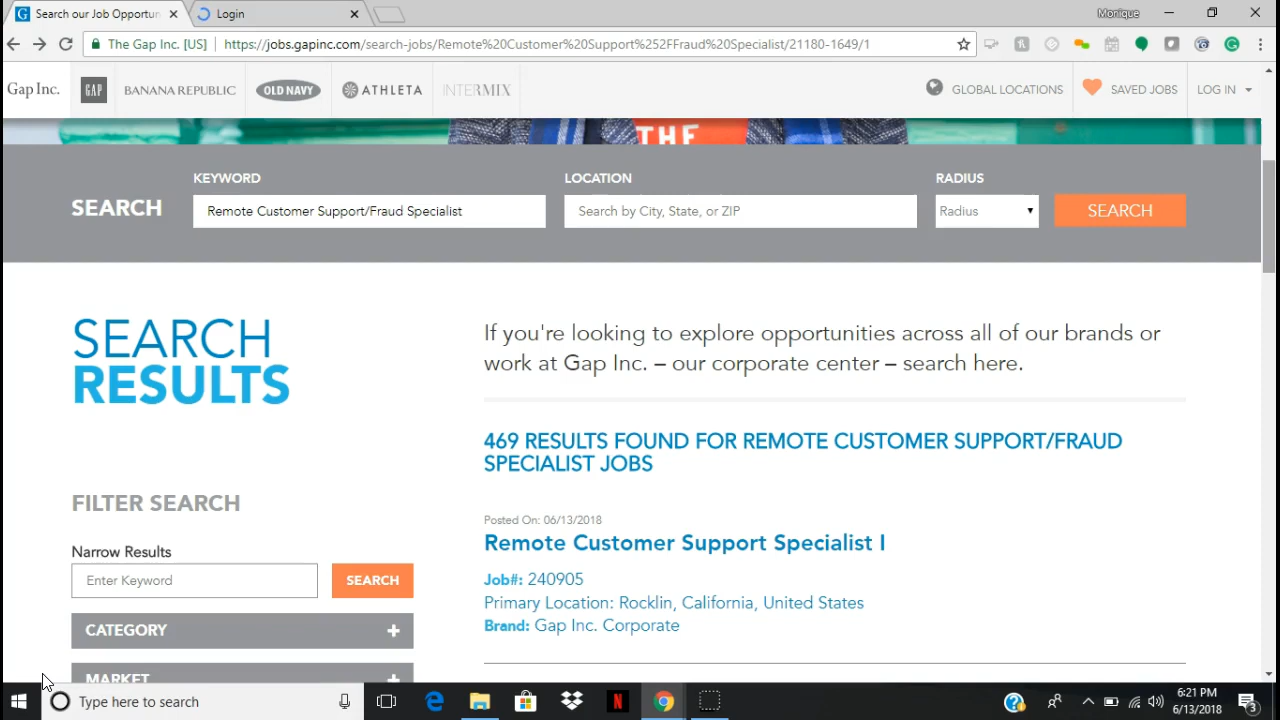 Search our Job Opportun
Login
Monique
The Gap Inc. [US]
https://jobs.gapinc.com/search-jobs/Remote%20Customer%20Support%252FFraud%20Specialist/21180-1649/1
Gap Inc.
GAP
BANANA REPUBLIC
OLD NAVY
ATHLETA
INTERMIX
GLOBAL LOCATIONS
SAVED JOBS
LOG IN
THE
KEYWORD
LOCATION
RADIUS
SEARCH
Remote Customer Support/Fraud Specialist
Search by City, State, or ZIP
Radius
SEARCH
SEARCH
RESULTS
If you're looking to explore opportunities across all of our brands or
work at Gap Inc. – our corporate center – search here.
469 RESULTS FOUND FOR REMOTE CUSTOMER SUPPORT/FRAUD
SPECIALIST JOBS
FILTER SEARCH
Narrow Results
Enter Keyword
SEARCH
CATEGORY
MARKET
Posted On: 06/13/2018
Remote Customer Support Specialist I
Job#: 240905
Primary Location: Rocklin, California, United States
Brand: Gap Inc. Corporate
Type here to search
6:21 PM
6/13/2018
3